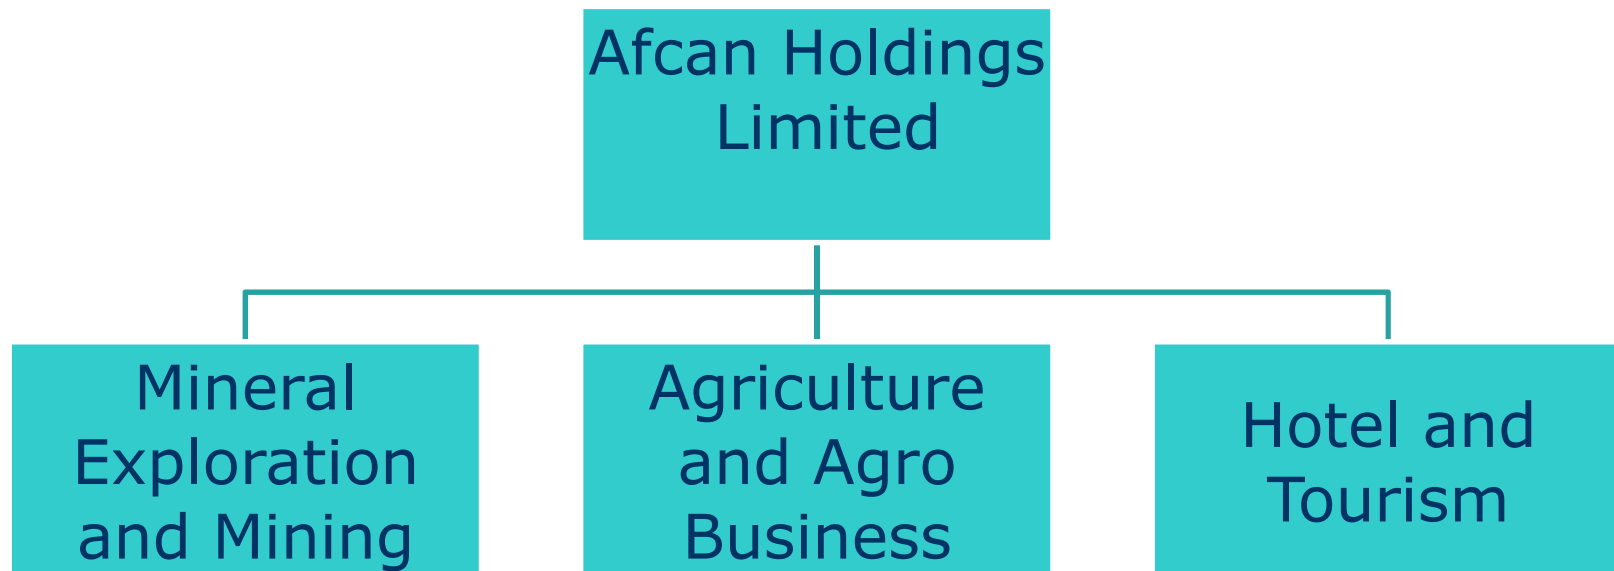 Afcan Holdings
Limited
Mineral
Exploration
and Mining
Agriculture
and Agro
Business
Hotel and
Tourism